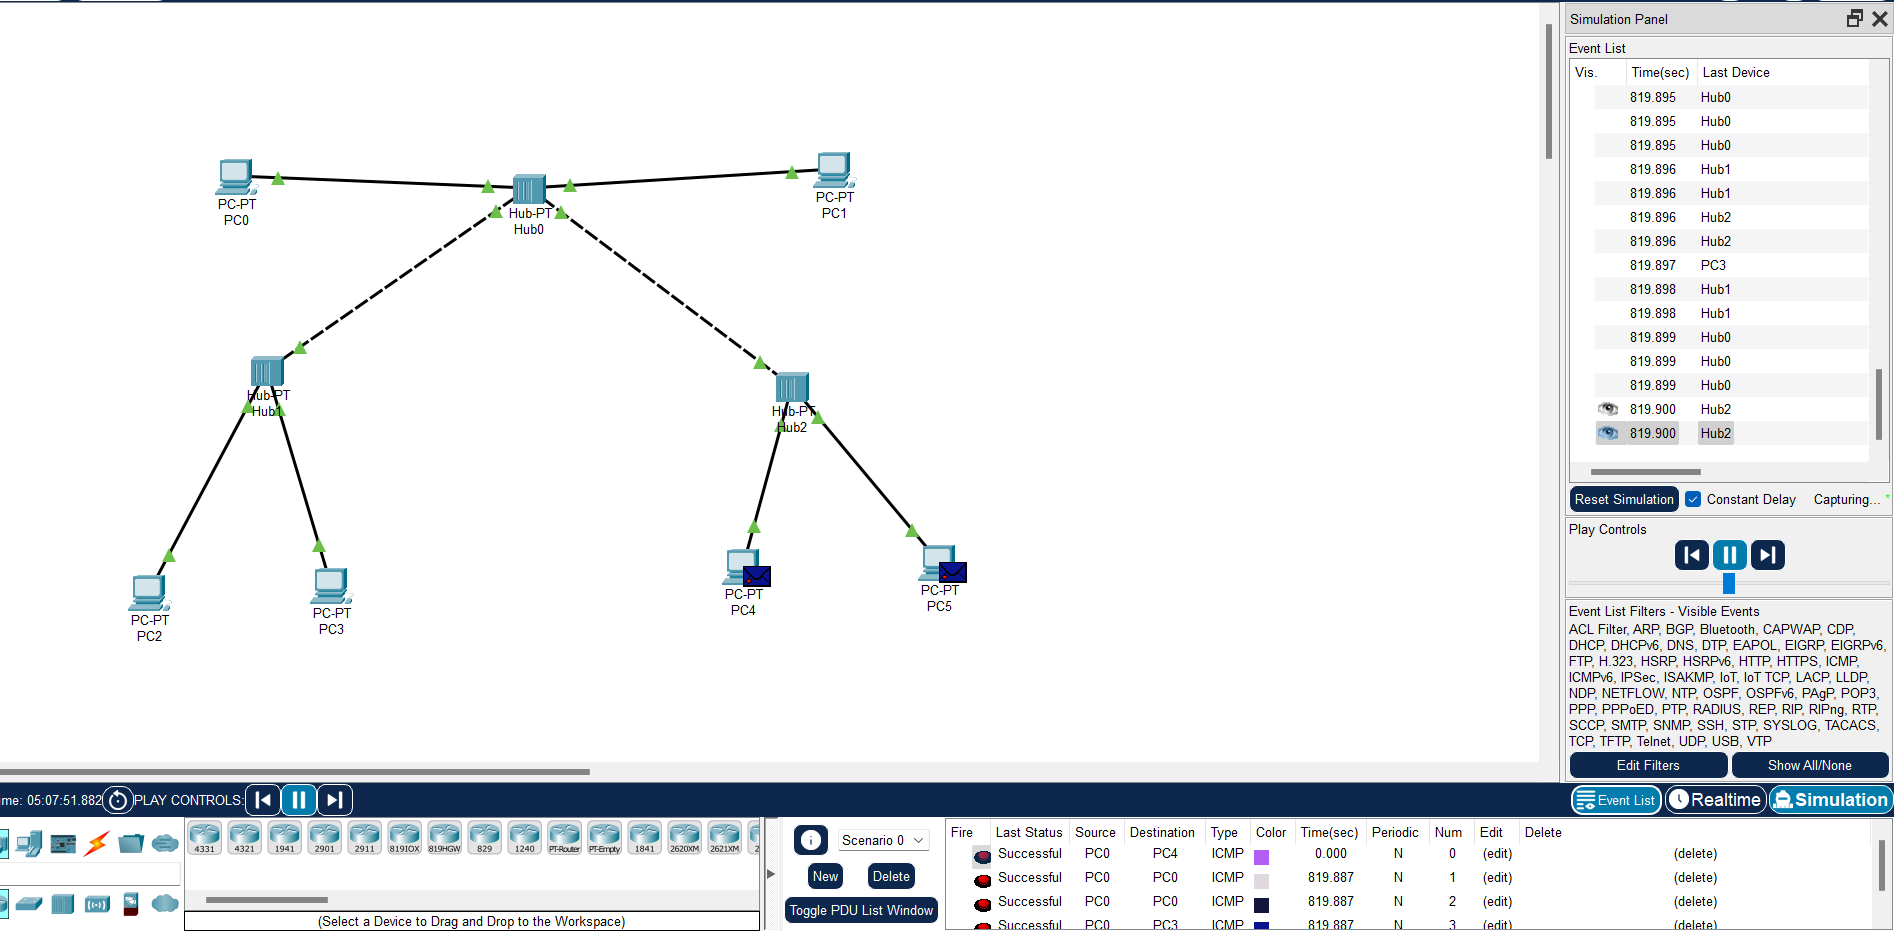 Simulation Panel
Event List
Vis. Time(sec) Last Device
819.895 Hub0
819.895 Hub0
819.895 Hub0
819.896 Hub1
819.896 Hub1
819.896 Hub2
819.896 Hub2
819.897 PC3
819.898 Hub1
819.898 Hub1
819.899 Hub0
819.899 Hub0
819.899 Hub0
819.900 Hub2
819.900 Hub2
Reset Simulation Constant Delay Capturing... *
Play Controls
Event List Filters - Visible Events
ACL Filter, ARP, BGP, Bluetooth, CAPWAP, CDP,
DHCP, DHCPv6, DNS, DTP, EAPOL, EIGRP, EIGRPv6,
FTP, H.323, HSRP, HSRPv6, HTTP, HTTPS, ICMP,
ICMPv6, IPSec, ISAKMP, IoT, IoT TCP, LACP, LLDP,
NDP, NETFLOW, NTP, OSPF, OSPFv6, PAgP, POP3,
PPP, PPPoED, PTP, RADIUS, REP, RIP, RIPng, RTP,
SCCP, SMTP, SNMP, SSH, STP, SYSLOG, TACACS,
TCP, TFTP, Telnet, UDP, USB, VTP
Edit Filters Show All/None
PC-PT
PC0
Hub-PT
Hub0
PC-PT
PC1
Hub-PT
Hub1
Hub-PT
Hub2
PC-PT
PC2
PC-PT
PC3
PC-PT
PC4
PC-PT
PC5
me: 05:07:51.882 PLAY CONTROLS:
Event List Realtime Simulation
4331 4321 1941 2901 2911 819IOX 819HGW 829 1240 PT-Router PT-Empty 1841 2620XM 2621XM 2
(Select a Device to Drag and Drop to the Workspace)
Scenario 0
New Delete
Toggle PDU List Window
Fire Last Status Source Destination Type Color Time(sec) Periodic Num Edit Delete
Successful PC0 PC4 ICMP 0.000 N 0 (edit) (delete)
Successful PC0 PC0 ICMP 819.887 N 1 (edit) (delete)
Successful PC0 PC0 ICMP 819.887 N 2 (edit) (delete)
Successful PC0 PC3 ICMP 819.887 N 3 (edit) (delete)